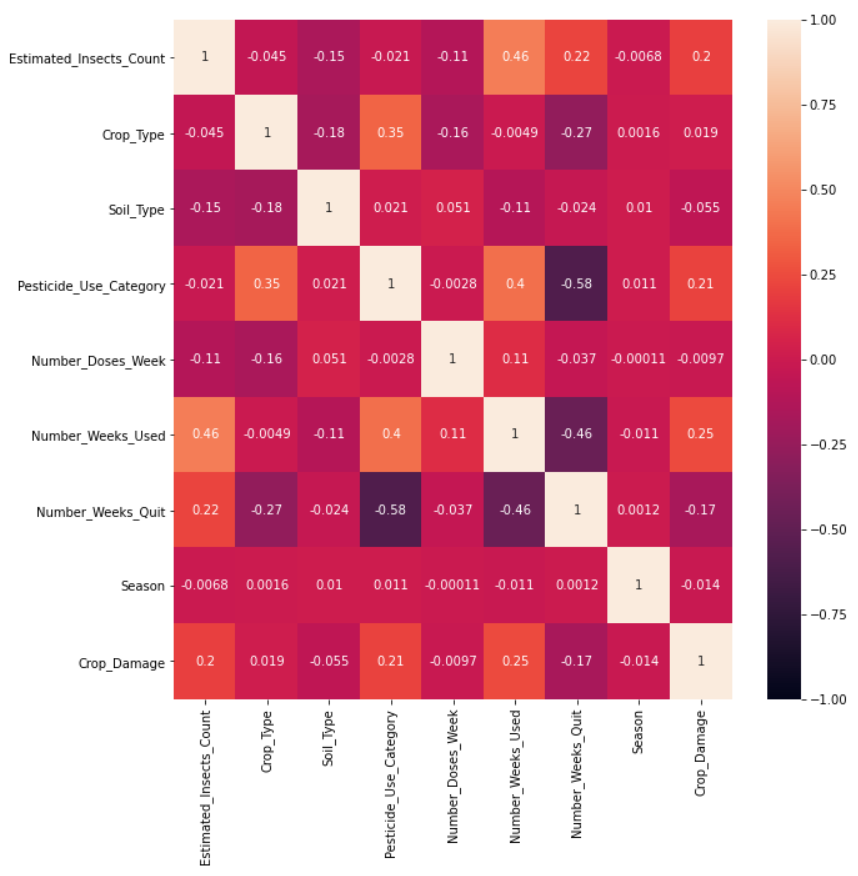 Estimated_Insects_Count 1 -0.045 -0.15 -0.021 -0.11 0.46 0.22 -0.0068 0.2
Crop_Type -0.045 1 -0.18 0.35 -0.16 -0.0049 -0.27 0.0016 0.019
Soil_Type -0.15 -0.18 1 0.021 0.051 -0.11 -0.024 0.01 -0.055
Pesticide_Use_Category -0.021 0.35 0.021 1 -0.0028 0.4 -0.58 0.011 0.21
Number_Doses_Week -0.11 -0.16 0.051 -0.0028 1 0.11 -0.037 -0.00011 -0.0097
Number_Weeks_Used 0.46 -0.0049 -0.11 0.4 0.11 1 -0.46 -0.011 0.25
Number_Weeks_Quit 0.22 -0.27 -0.024 -0.58 -0.037 -0.46 1 0.0012 -0.17
Season -0.0068 0.0016 0.01 0.011 -0.00011 -0.011 0.0012 1 -0.014
Crop_Damage 0.2 0.019 -0.055 0.21 -0.0097 0.25 -0.17 -0.014 1
Estimated_Insects_Count
Crop_Type
Soil_Type
Pesticide_Use_Category
Number_Doses_Week
Number_Weeks_Used
Number_Weeks_Quit
Season
Crop_Damage
1.00
0.75
0.50
0.25
0.00
−0.25
−0.50
−0.75
−1.00